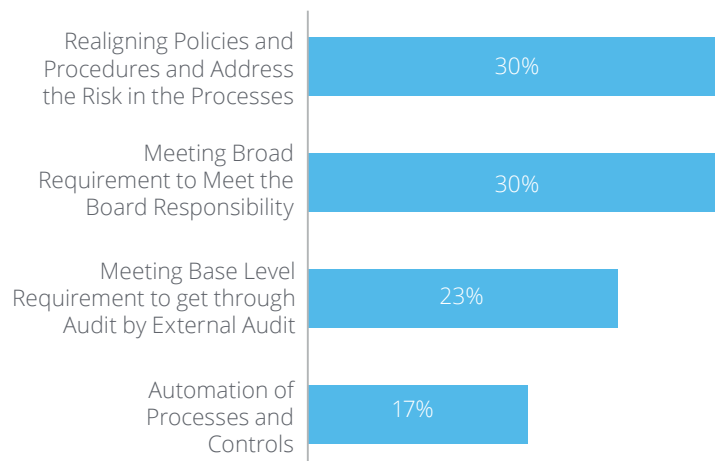 Realigning Policies and
Procedures and Address
the Risk in the Processes
30%
Meeting Broad
Requirement to Meet the
Board Responsibility
30%
Meeting Base Level
Requirement to get through
Audit by External Audit
23%
Automation of
Processes and
Controls
17%